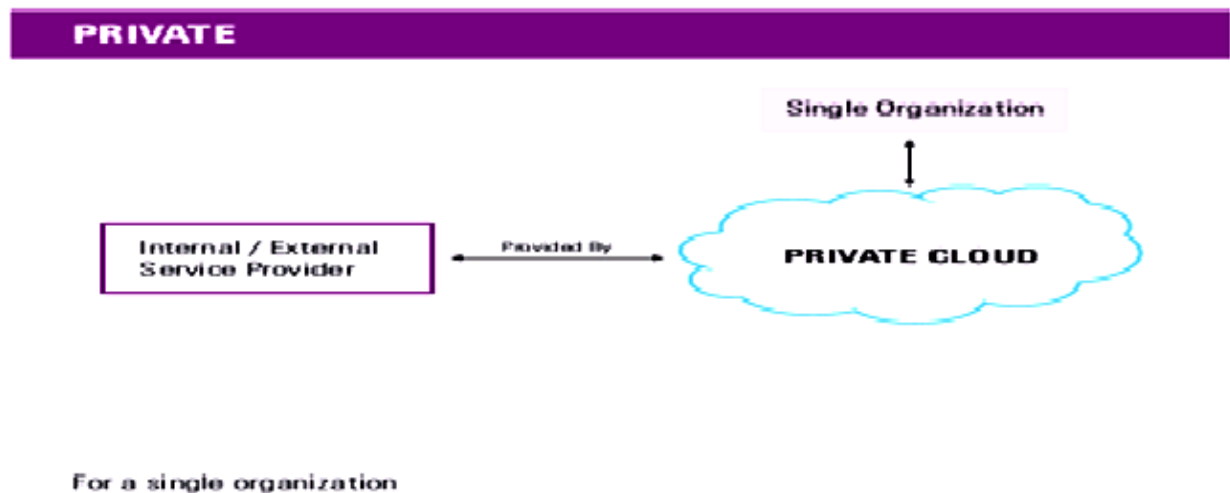 PRIVATE
Single Organization
Internal / External
Service Provider
Provided By
PRIVATE CLOUD
For a single organization